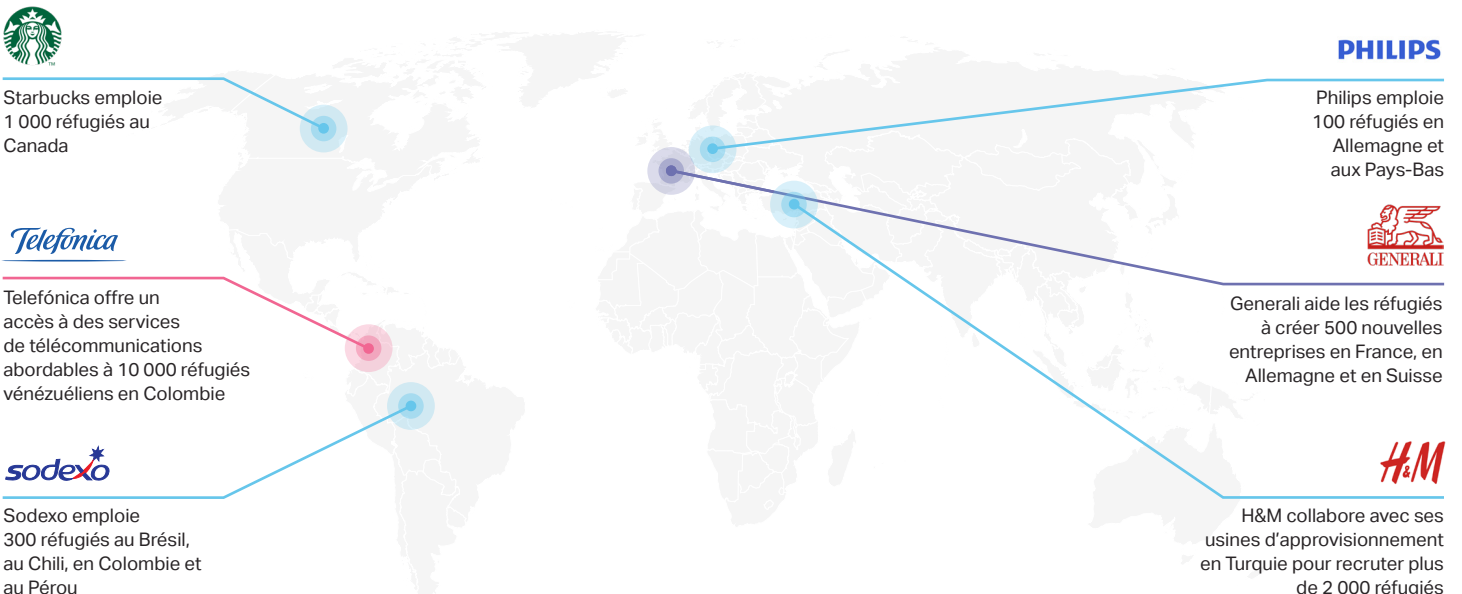 Starbucks emploie
1 000 réfugiés au
Canada
Telefónica
Telefónica offre un
accès à des services
de télécommunications
abordables à 10 000 réfugiés
vénézuéliens en Colombie
sodexo
Sodexo emploie
300 réfugiés au Brésil,
au Chili, en Colombie et
au Pérou
PHILIPS
Philips emploie
100 réfugiés en
Allemagne et
aux Pays-Bas
GENERALI
Generali aide les réfugiés
à créer 500 nouvelles
entreprises en France, en
Allemagne et en Suisse
H&M
H&M collabore avec ses
usines d’approvisionnement
en Turquie pour recruter plus
de 2 000 réfugiés